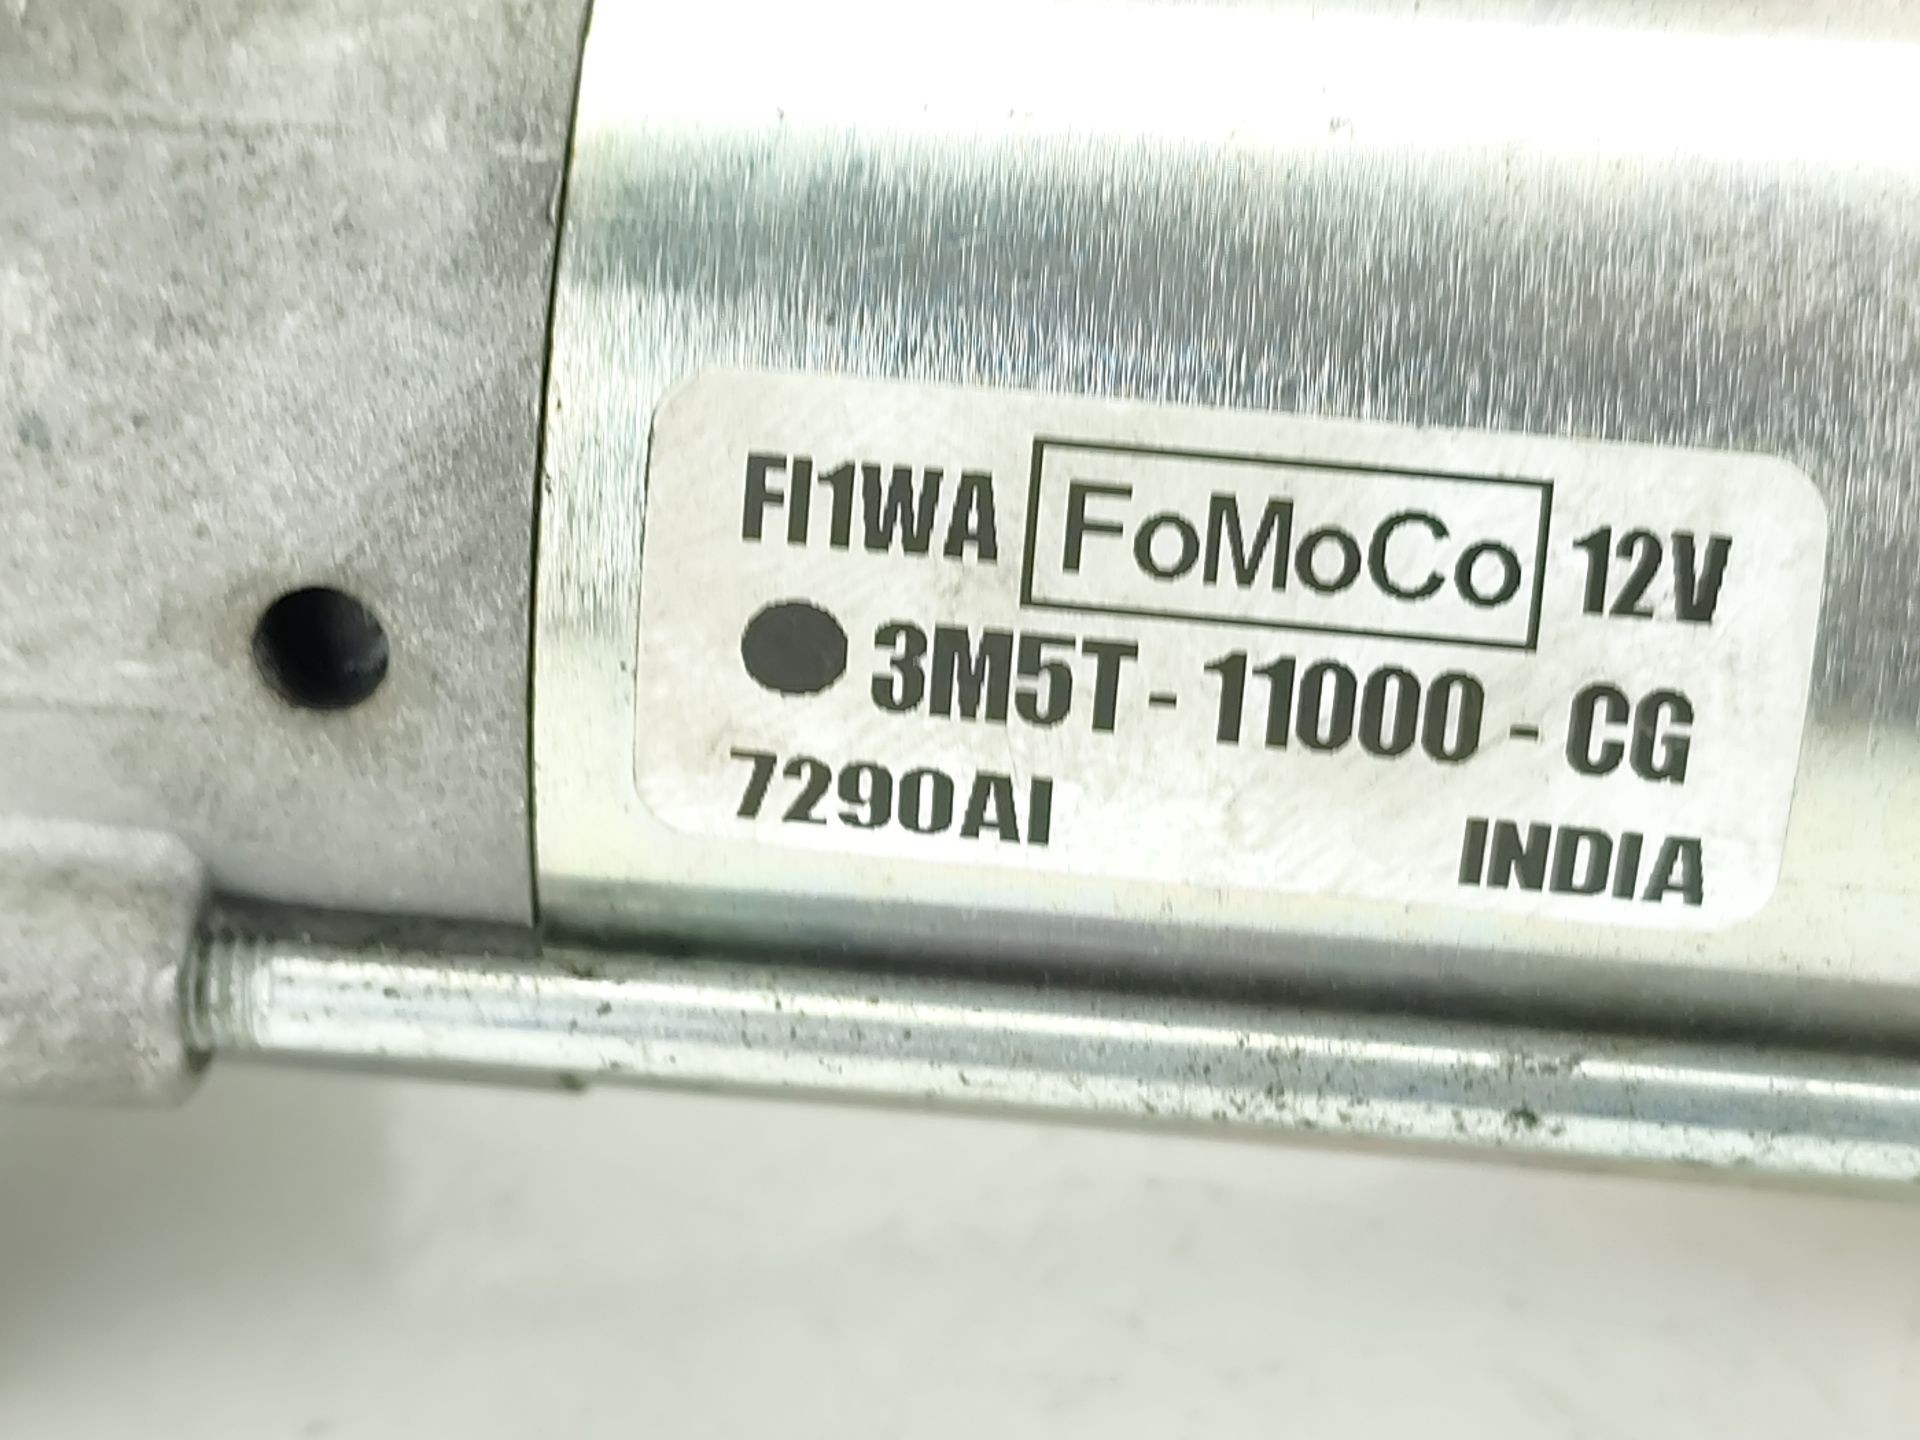 FI1WA FoMoCo 12V
3M5T-11000-CG
7290AI INDIA